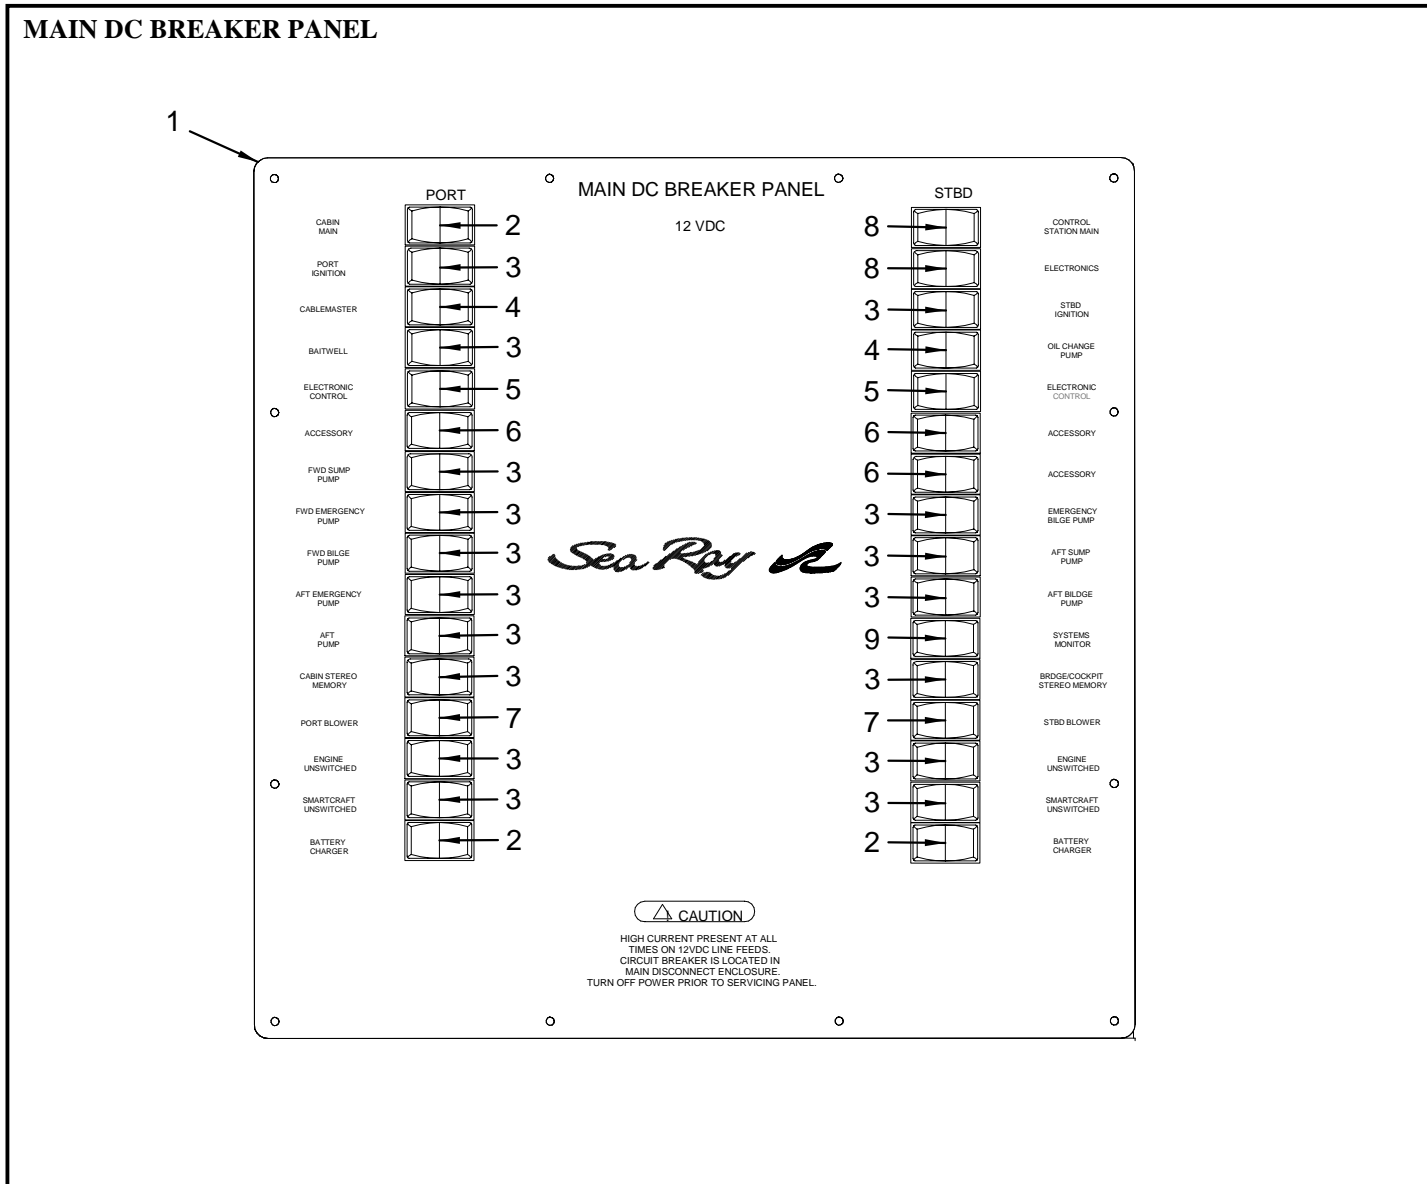 MAIN DC BREAKER PANEL
1
MAIN DC BREAKER PANEL
12 VDC
PORT
STBD
CABIN
MAIN
2
8
CONTROL
STATION MAIN
PORT
IGNITION
3
8
ELECTRONICS
CABLEMASTER
4
3
STBD
IGNITION
BAITWELL
3
4
OIL CHANGE
PUMP
ELECTRONIC
CONTROL
5
5
ELECTRONIC
CONTROL
ACCESSORY
6
6
ACCESSORY
FWD SUMP
PUMP
3
6
ACCESSORY
FWD EMERGENCY
PUMP
3
3
EMERGENCY
BILGE PUMP
FWD BILGE
PUMP
3
Sea Ray
3
AFT SUMP
PUMP
AFT EMERGENCY
PUMP
3
3
AFT BILDGE
PUMP
AFT
PUMP
3
9
SYSTEMS
MONITOR
CABIN STEREO
MEMORY
3
3
BRDGE/COCKPIT
STEREO MEMORY
PORT BLOWER
7
7
STBD BLOWER
ENGINE
UNSWITCHED
3
3
ENGINE
UNSWITCHED
SMARTCRAFT
UNSWITCHED
3
3
SMARTCRAFT
UNSWITCHED
BATTERY
CHARGER
2
2
BATTERY
CHARGER
CAUTION
HIGH CURRENT PRESENT AT ALL
TIMES ON 12VDC LINE FEEDS.
CIRCUIT BREAKER IS LOCATED IN
MAIN DISCONNECT ENCLOSURE.
TURN OFF POWER PRIOR TO SERVICING PANEL.